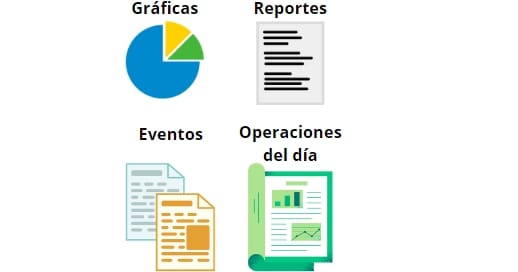 Gráficas
Reportes
Eventos
Operaciones
del día